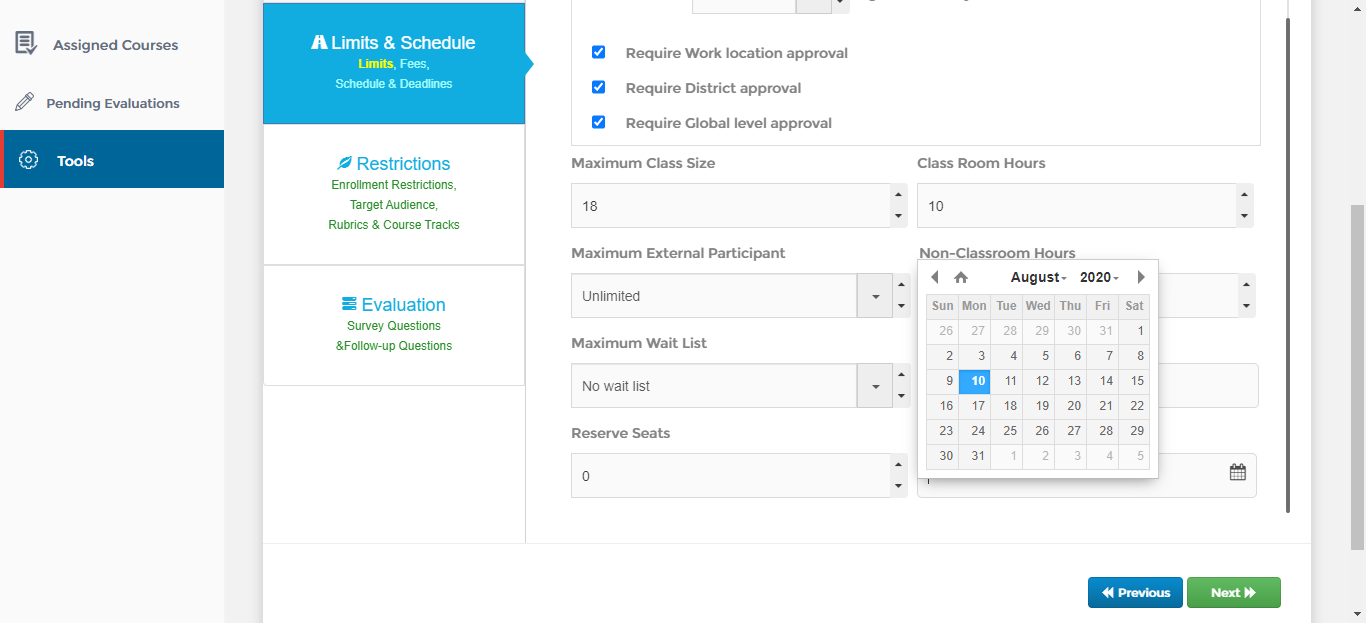 Assigned Courses
Pending Evaluations
Tools
Limits & Schedule
Limits, Fees,
Schedule & Deadlines
Restrictions
Enrollment Restrictions,
Target Audience,
Rubrics & Course Tracks
Evaluation
Survey Questions
&Follow-up Questions
Require Work location approval
Require District approval
Require Global level approval
Maximum Class Size
Class Room Hours
18
10
Maximum External Participant
Non-Classroom Hours
Unlimited
Maximum Wait List
No wait list
Reserve Seats
0
August 2020
Sun Mon Tue Wed Thu Fri Sat
26 27 28 29 30 31 1
2 3 4 5 6 7 8
9 10 11 12 13 14 15
16 17 18 19 20 21 22
23 24 25 26 27 28 29
30 31 1 2 3 4 5
Previous
Next